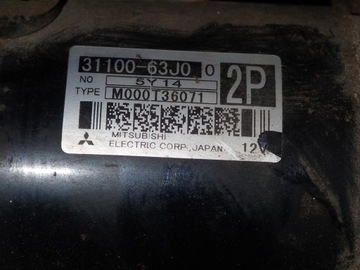 31100-63J0 0
2P
NO 5Y14
TYPE M000T36071
MITSUBISHI
ELECTRIC CORP., JAPAN 12V